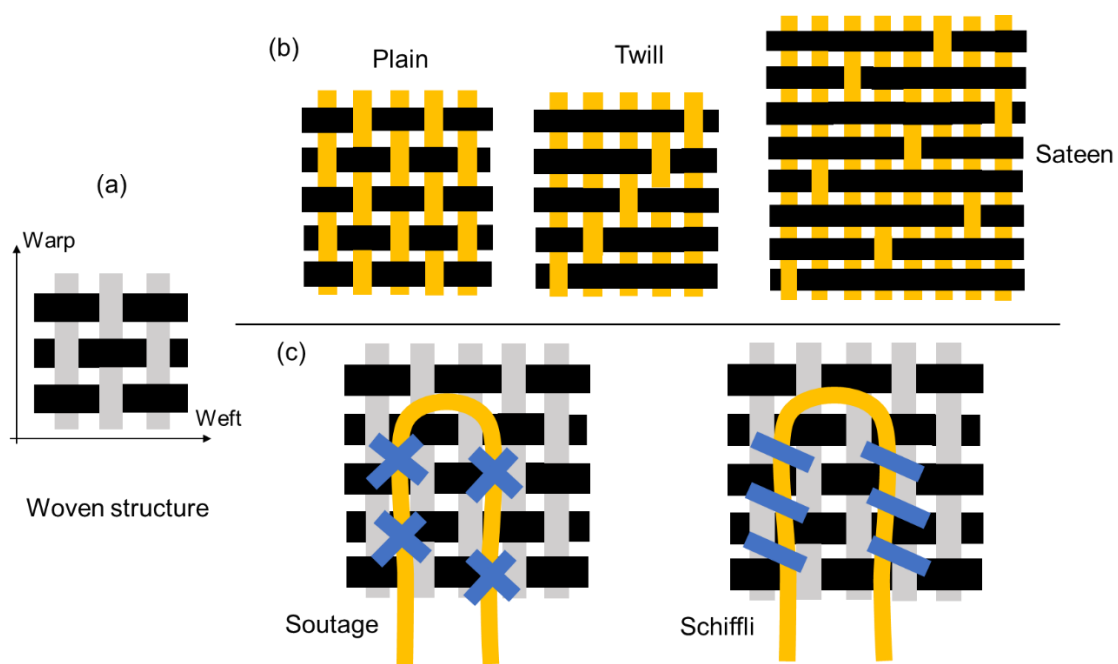 (a)
Warp
Weft
Woven structure
(b)
Plain
Twill
Sateen
(c)
Soutage
Schiffli